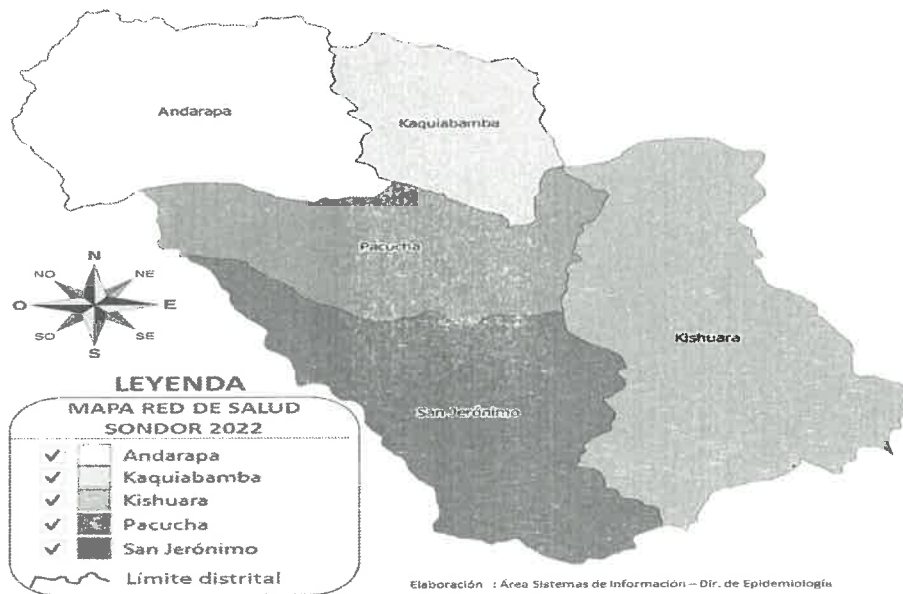 Andarapa
Kaquiabamba
Pacucha
Kishuara
San Jerónimo
N
NO
NE
O
E
SO
SE
S
LEYENDA
MAPA RED DE SALUD
SONDOR 2022
Andarapa
Kaquiabamba
Kishuara
Pacucha
San Jerónimo
Límite distrital
Elaboración : Área Sistemas de Información – Dir. de Epidemiología